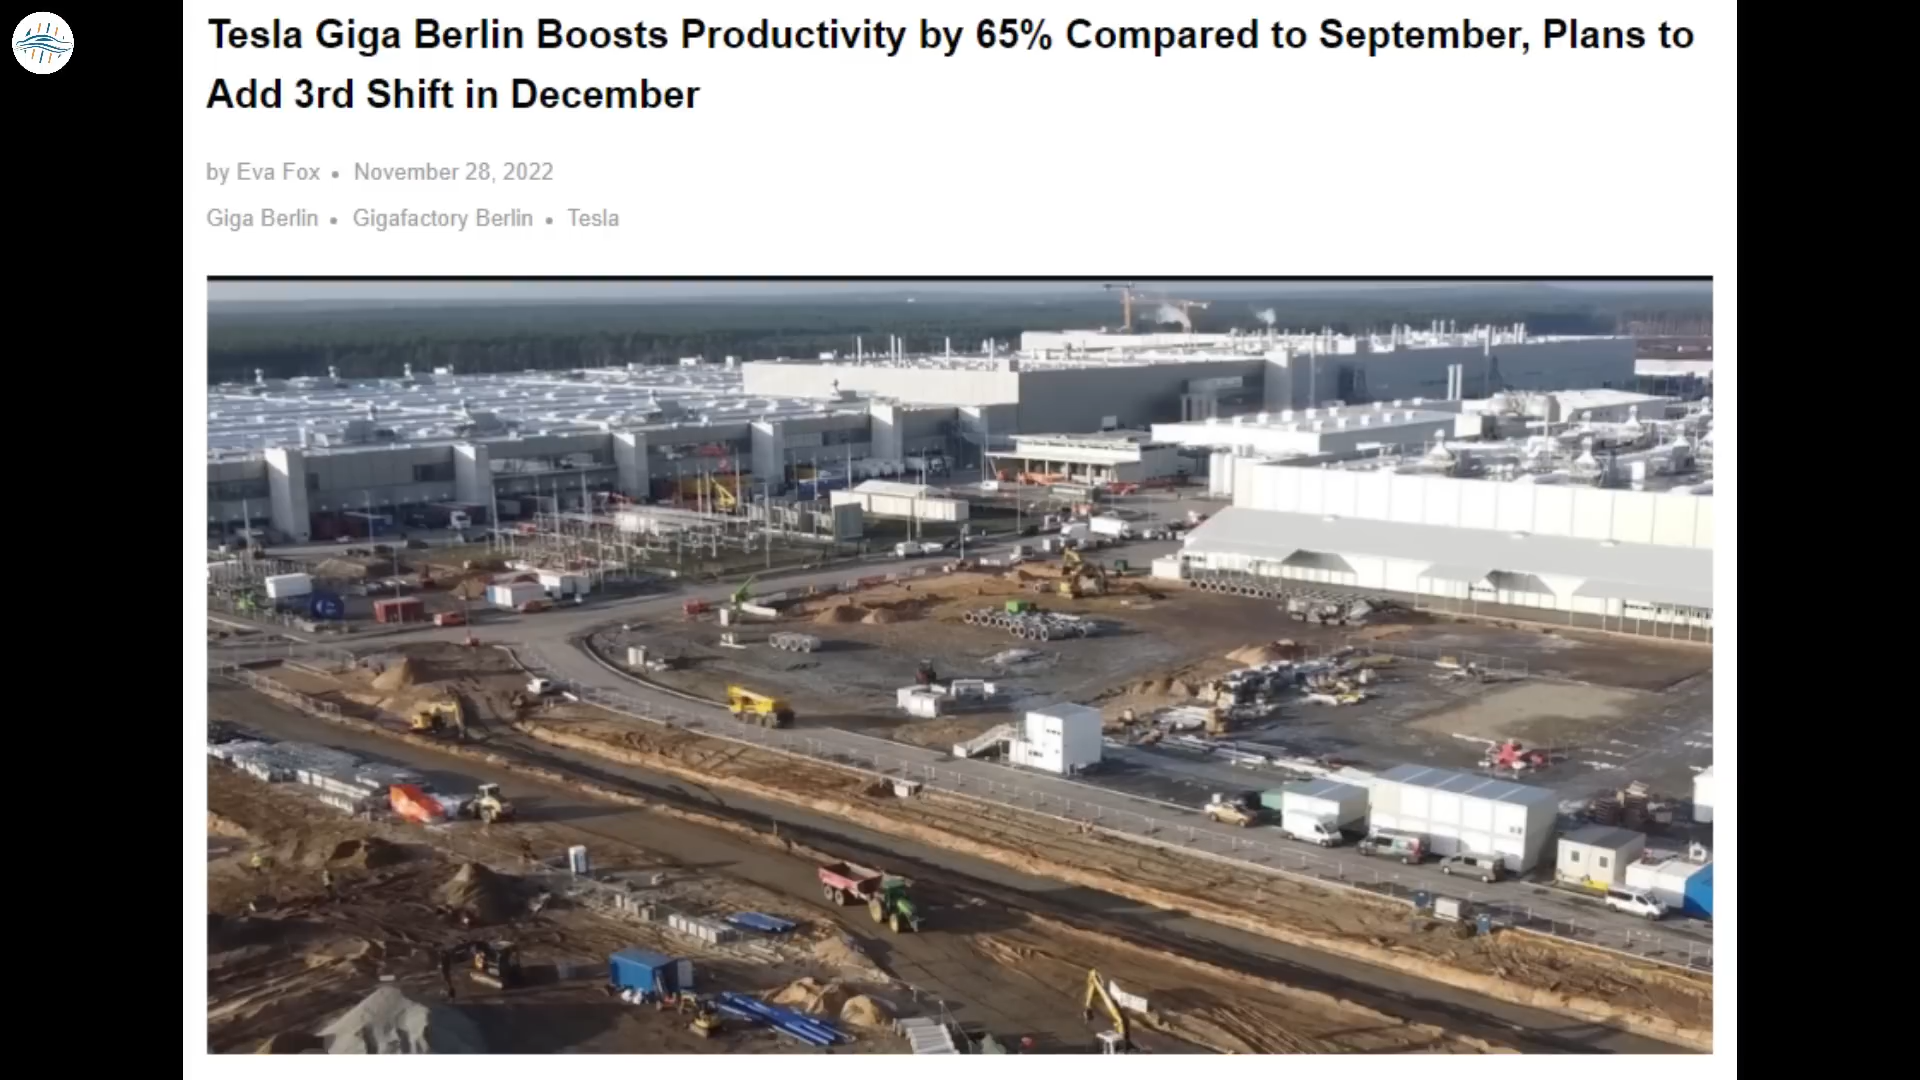 Tesla Giga Berlin Boosts Productivity by 65% Compared to September, Plans to
Add 3rd Shift in December
by Eva Fox • November 28, 2022
Giga Berlin • Gigafactory Berlin • Tesla